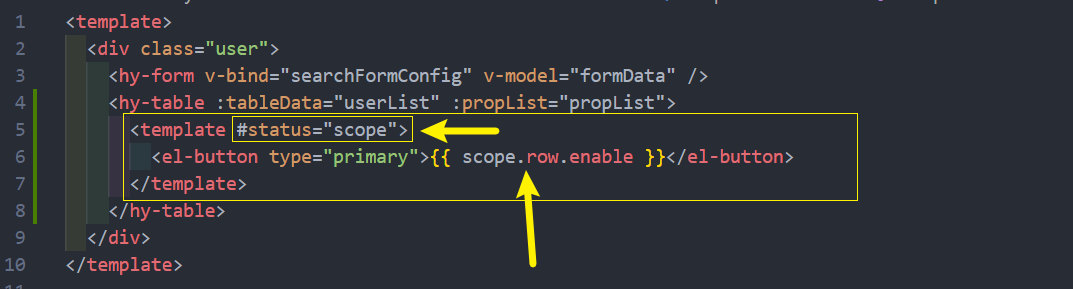 1 <template>
2   <div class="user">
3     <hy-form v-bind="searchFormConfig" v-model="formData" />
4     <hy-table :tableData="userList" :propList="propList">
5       <template #status="scope">
6         <el-button type="primary">{{ scope.row.enable }}</el-button>
7       </template>
8     </hy-table>
9   </div>
10 </template>